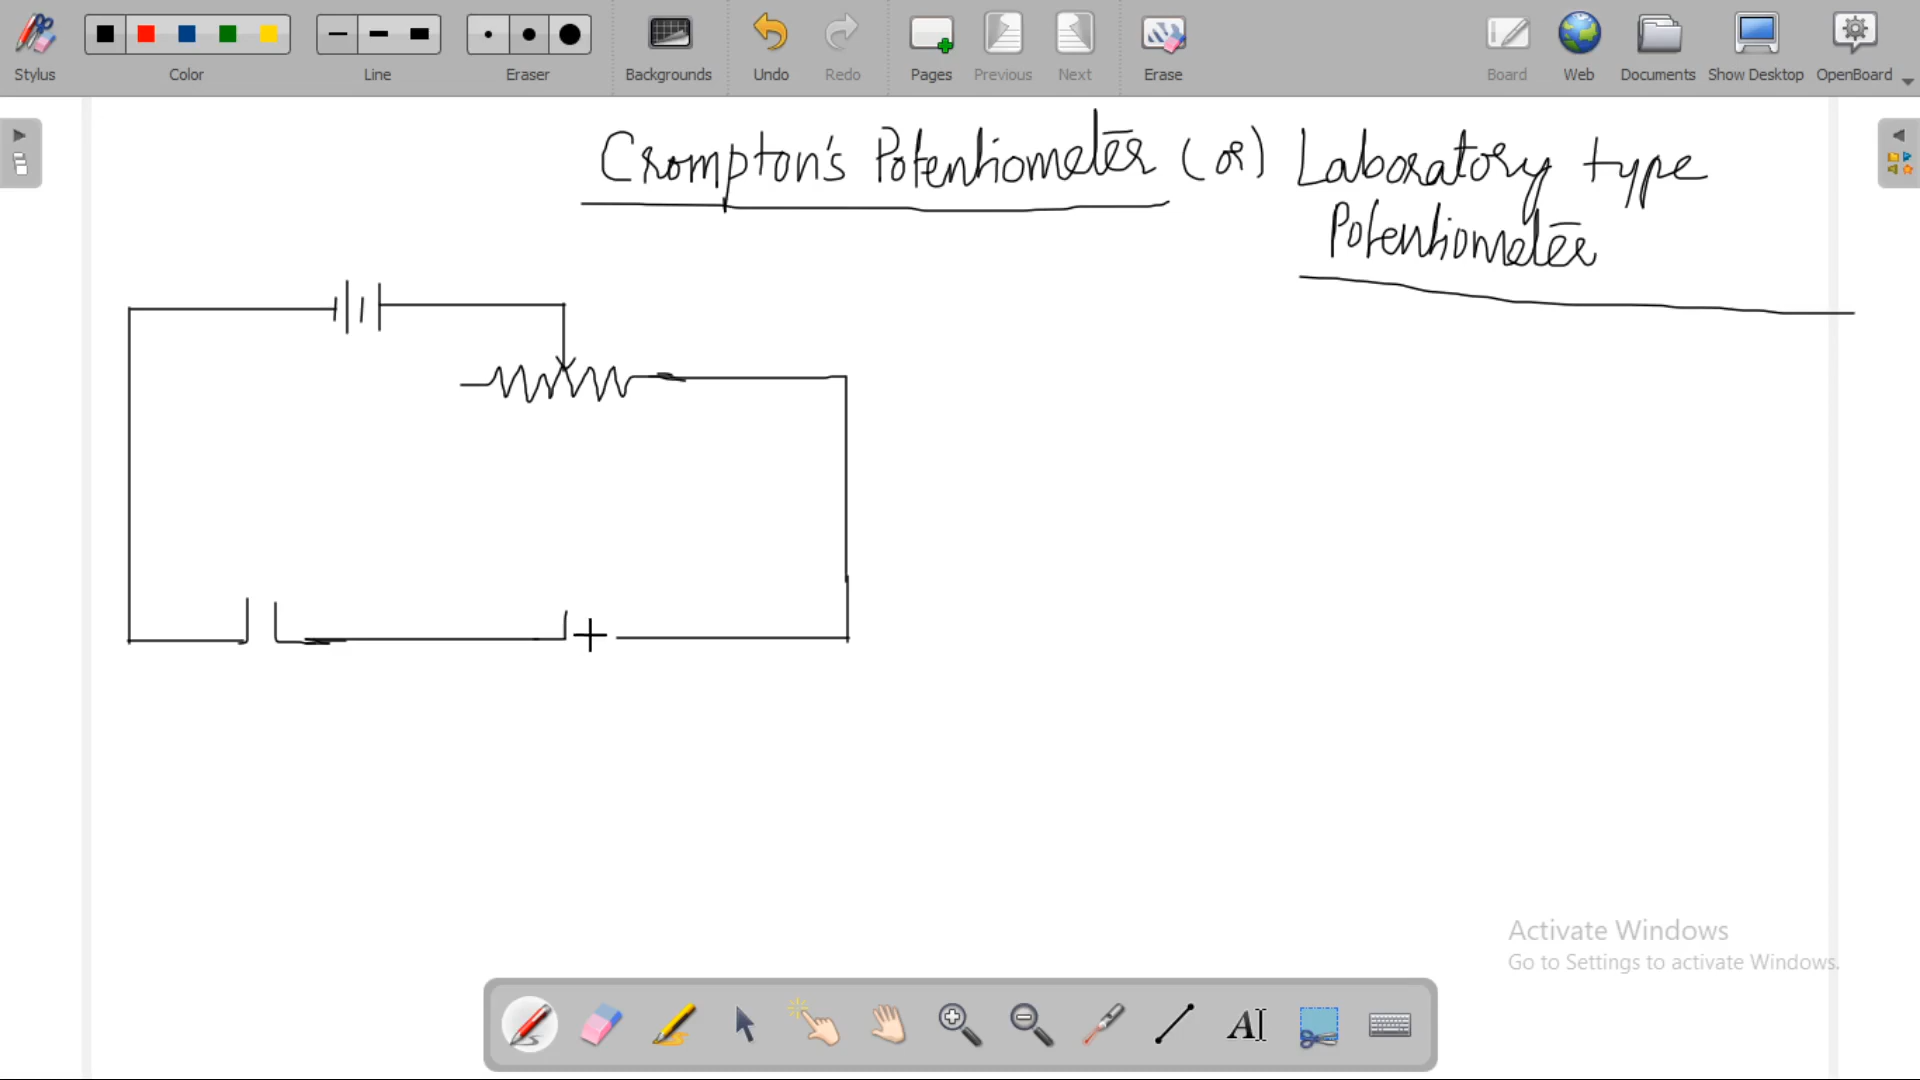 Stylus
Color
Line
Eraser
Backgrounds
Undo
Redo
Pages
Previous
Next
Erase
Board
Web
Documents
Show Desktop
OpenBoard
Crompton's Potentiometer (or) Laboratory type
Potentiometer
Activate Windows
Go to Settings to activate Windows.
AI